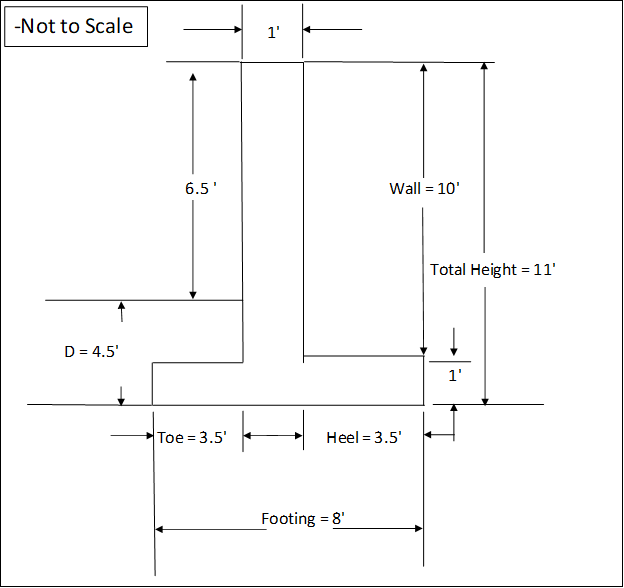 -Not to Scale
1'
6.5 '
Wall = 10'
Total Height = 11'
D = 4.5'
1'
Toe = 3.5'
Heel = 3.5'
Footing = 8'